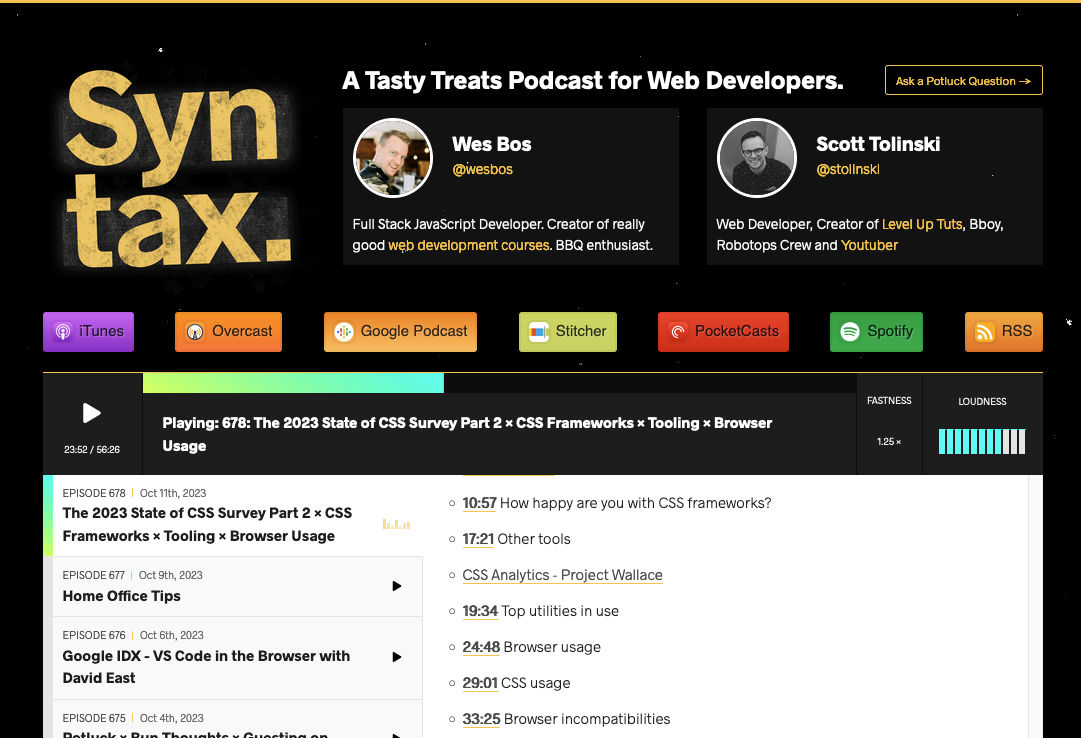 Syn
tax.
A Tasty Treats Podcast for Web Developers.
Ask a Potluck Question →
Wes Bos
@wesbos
Full Stack JavaScript Developer. Creator of really
good web development courses. BBQ enthusiast.
Scott Tolinski
@stolinski
Web Developer, Creator of Level Up Tuts, Bboy,
Robotops Crew and Youtuber
iTunes
Overcast
Google Podcast
Stitcher
PocketCasts
Spotify
RSS
23:52 / 56:26
Playing: 678: The 2023 State of CSS Survey Part 2 × CSS Frameworks × Tooling × Browser
Usage
FASTNESS
1.25 ×
LOUDNESS
EPISODE 678 | Oct 11th, 2023
The 2023 State of CSS Survey Part 2 × CSS
Frameworks × Tooling × Browser Usage
EPISODE 677 | Oct 9th, 2023
Home Office Tips
EPISODE 676 | Oct 6th, 2023
Google IDX - VS Code in the Browser with
David East
EPISODE 675 | Oct 4th, 2023
Potluck × Bun Thoughts × Guesting on
10:57 How happy are you with CSS frameworks?
17:21 Other tools
CSS Analytics - Project Wallace
19:34 Top utilities in use
24:48 Browser usage
29:01 CSS usage
33:25 Browser incompatibilities